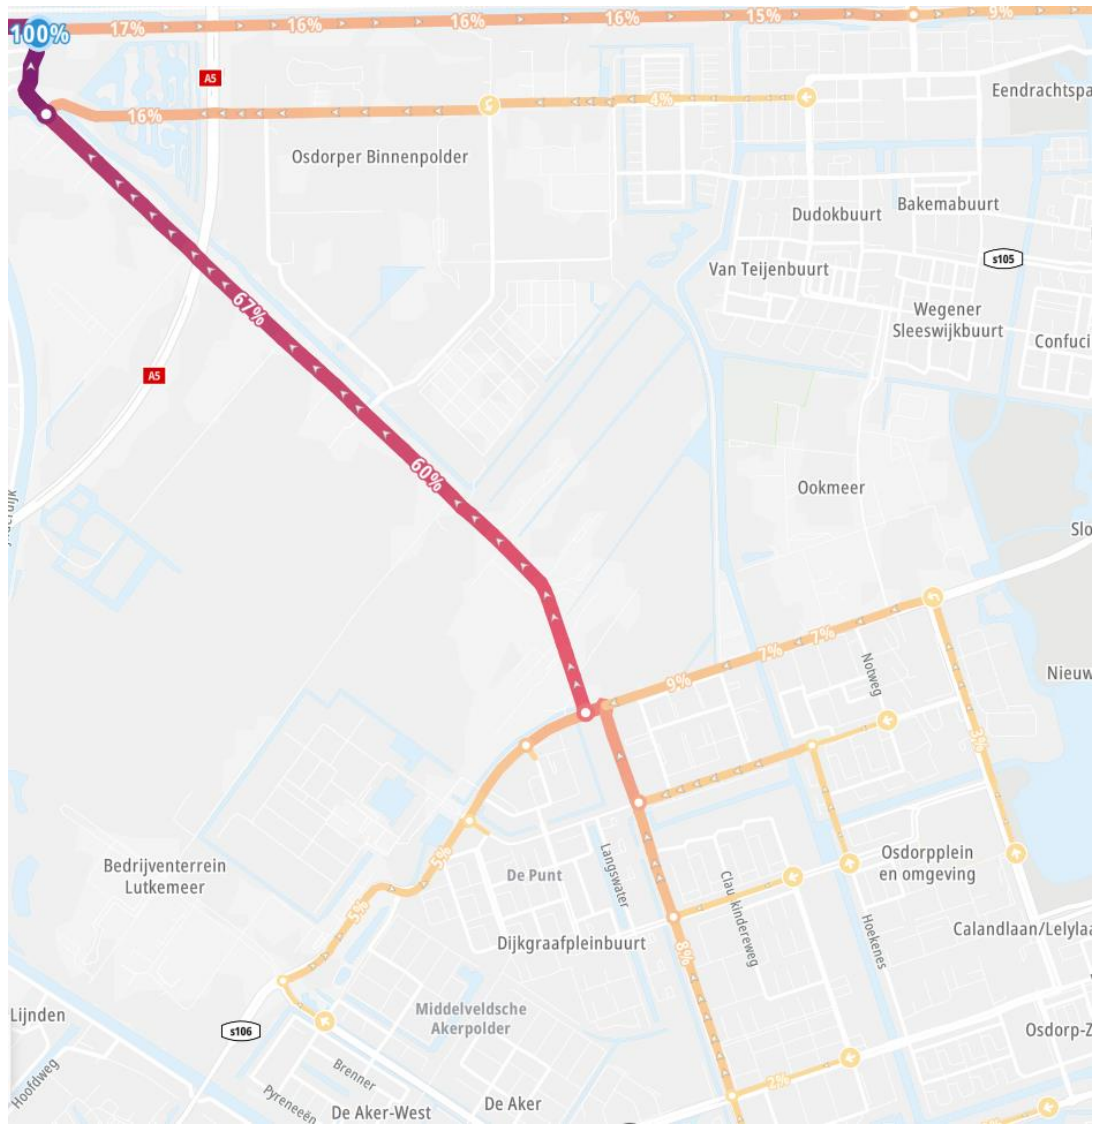 100%
17%
16%
16%
16%
15%
9%
A5
16%
4%
Eendrachtspa
Osdorper Binnenpolder
Bakemabuurt
Dudokbuurt
s105
Van Teijenbuurt
67%
Wegener
Sleeswijkbuurt
Confuci
A5
60%
Ookmeer
Slo
7%
7%
9%
Notweg
Nieuw
3%
5%
Bedrijventerrein
Lutkemeer
De Punt
Langswater
Osdorpplein
en omgeving
5%
Clau
kindereweg
Hoekenes
Calandlaan/Lelylaa
Dijkgraafpleinbuurt
8%
Lijnden
s106
Middelveldsche
Akerpolder
Osdorp-Z
Hoofdweg
Brenner
2%
Pyreneeën
De Aker-West
De Aker